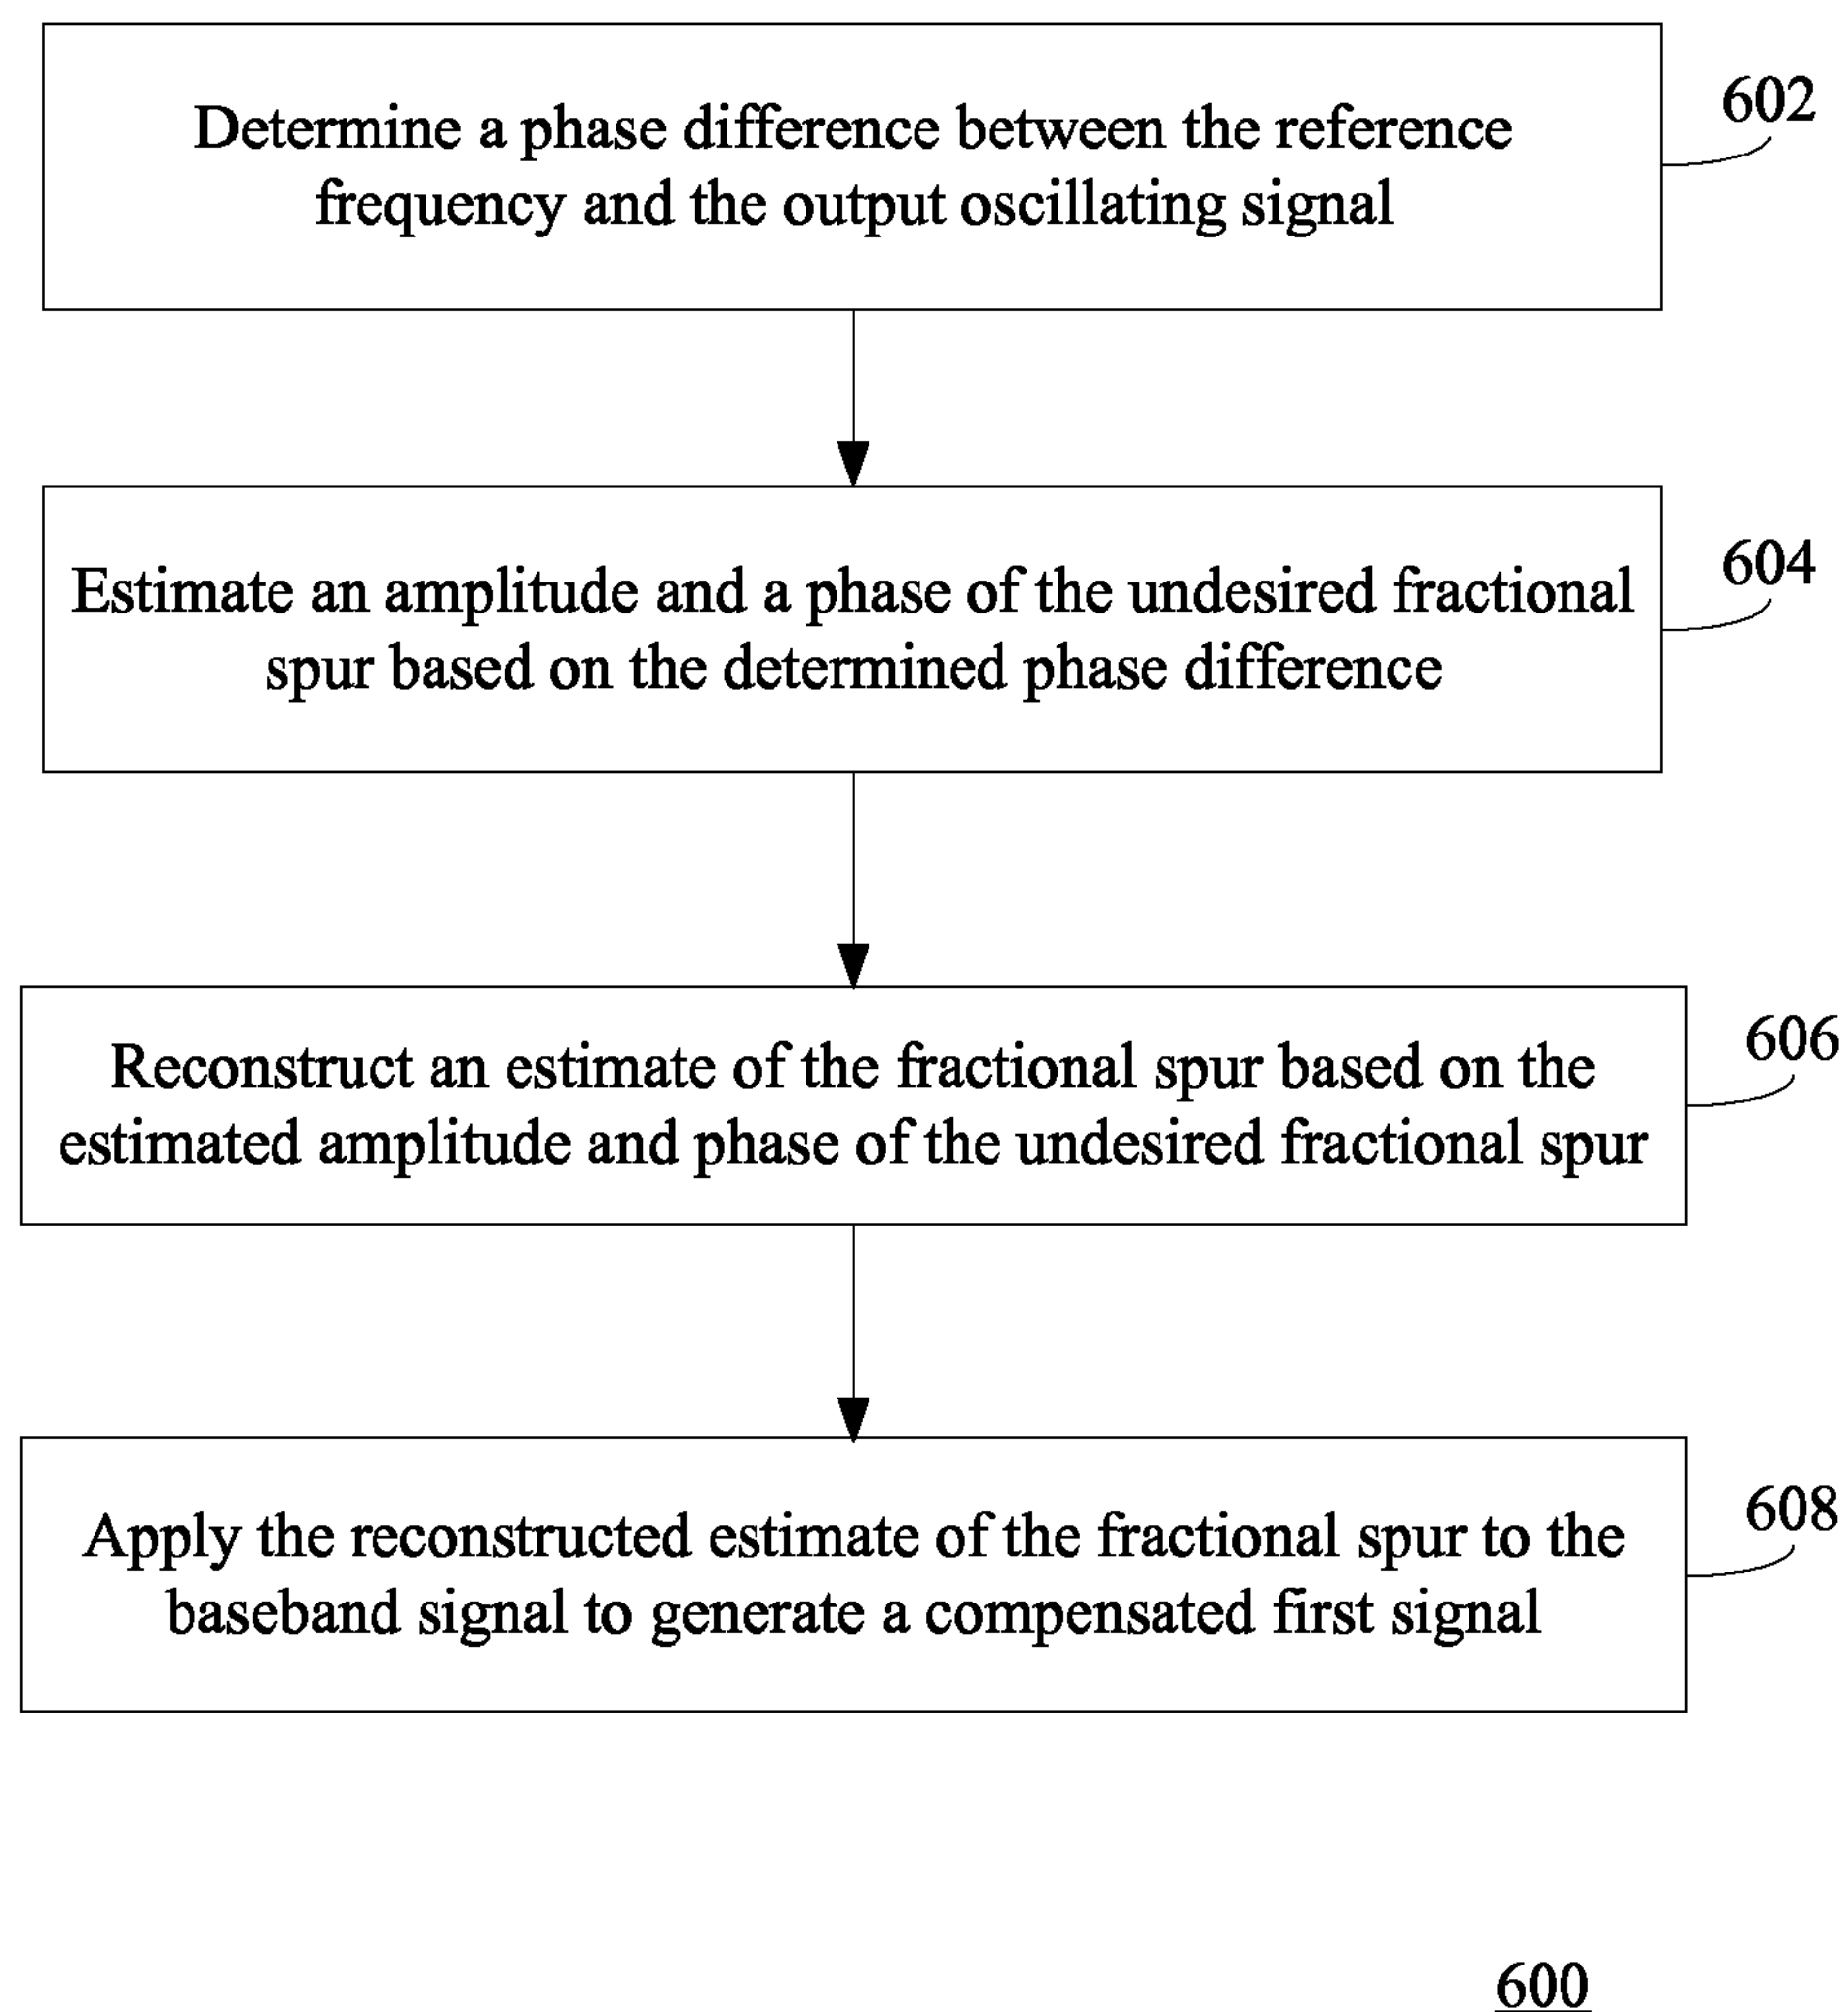 Determine a phase difference between the reference
frequency and the output oscillating signal
602
Estimate an amplitude and a phase of the undesired fractional
spur based on the determined phase difference
604
Reconstruct an estimate of the fractional spur based on the
estimated amplitude and phase of the undesired fractional spur
606
Apply the reconstructed estimate of the fractional spur to the
baseband signal to generate a compensated first signal
608
600